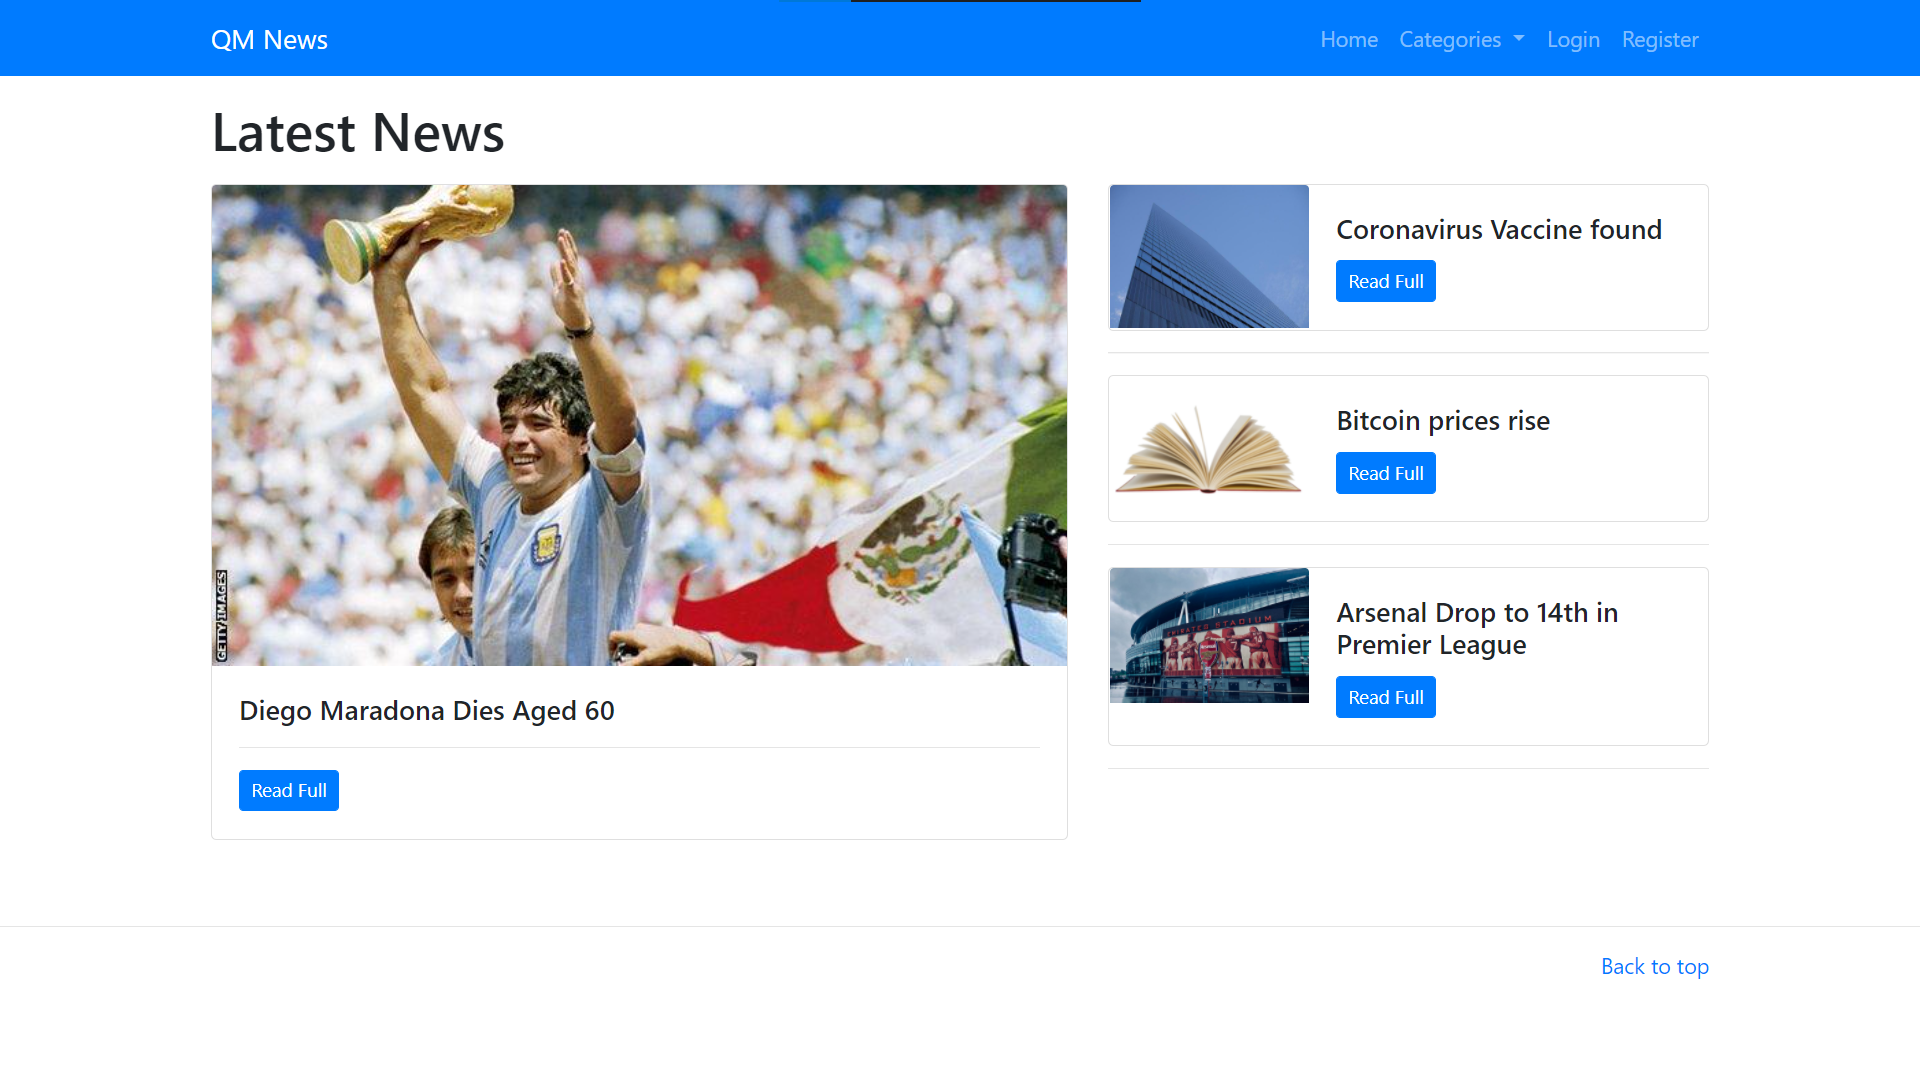 QM News
Home
Categories
Login
Register
Latest News
GETTY IMAGES
Diego Maradona Dies Aged 60
Read Full
Coronavirus Vaccine found
Read Full
Bitcoin prices rise
Read Full
EMIRATES STADIUM
Arsenal Drop to 14th in
Premier League
Read Full
Back to top